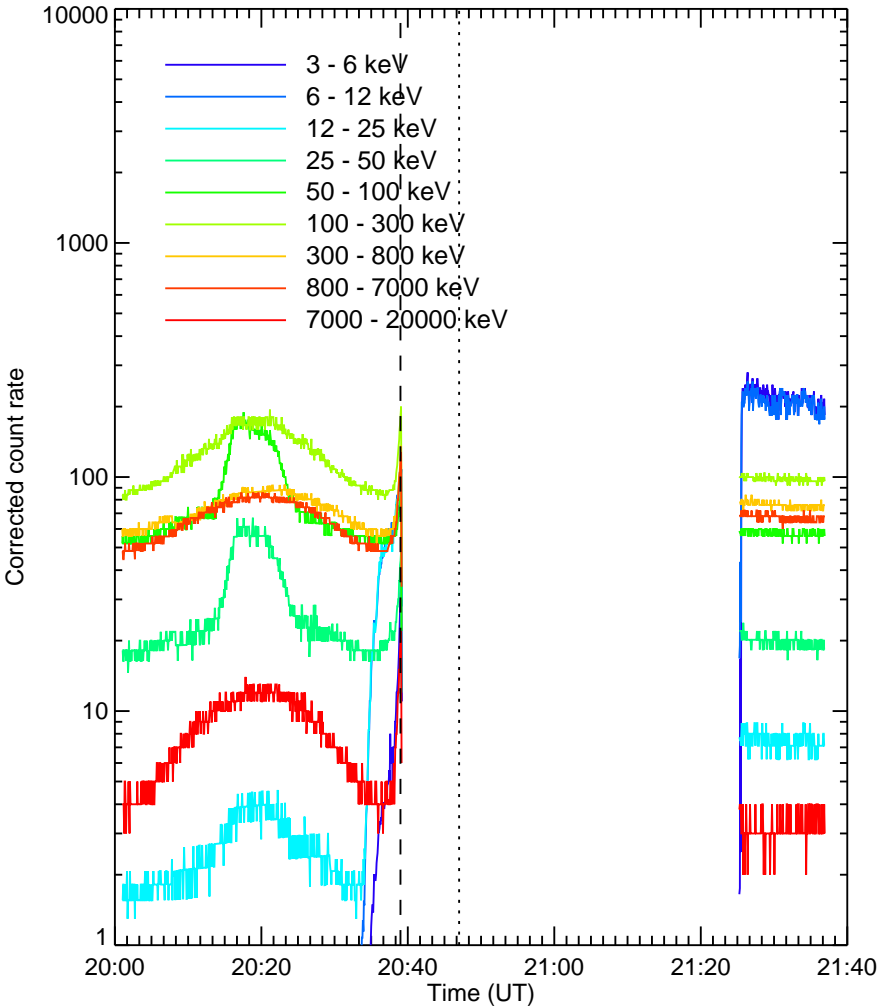 10000
1000
100
10
1
Corrected count rate
3 - 6 keV
6 - 12 keV
12 - 25 keV
25 - 50 keV
50 - 100 keV
100 - 300 keV
300 - 800 keV
800 - 7000 keV
7000 - 20000 keV
20:00 20:20 20:40 21:00 21:20 21:40
Time (UT)